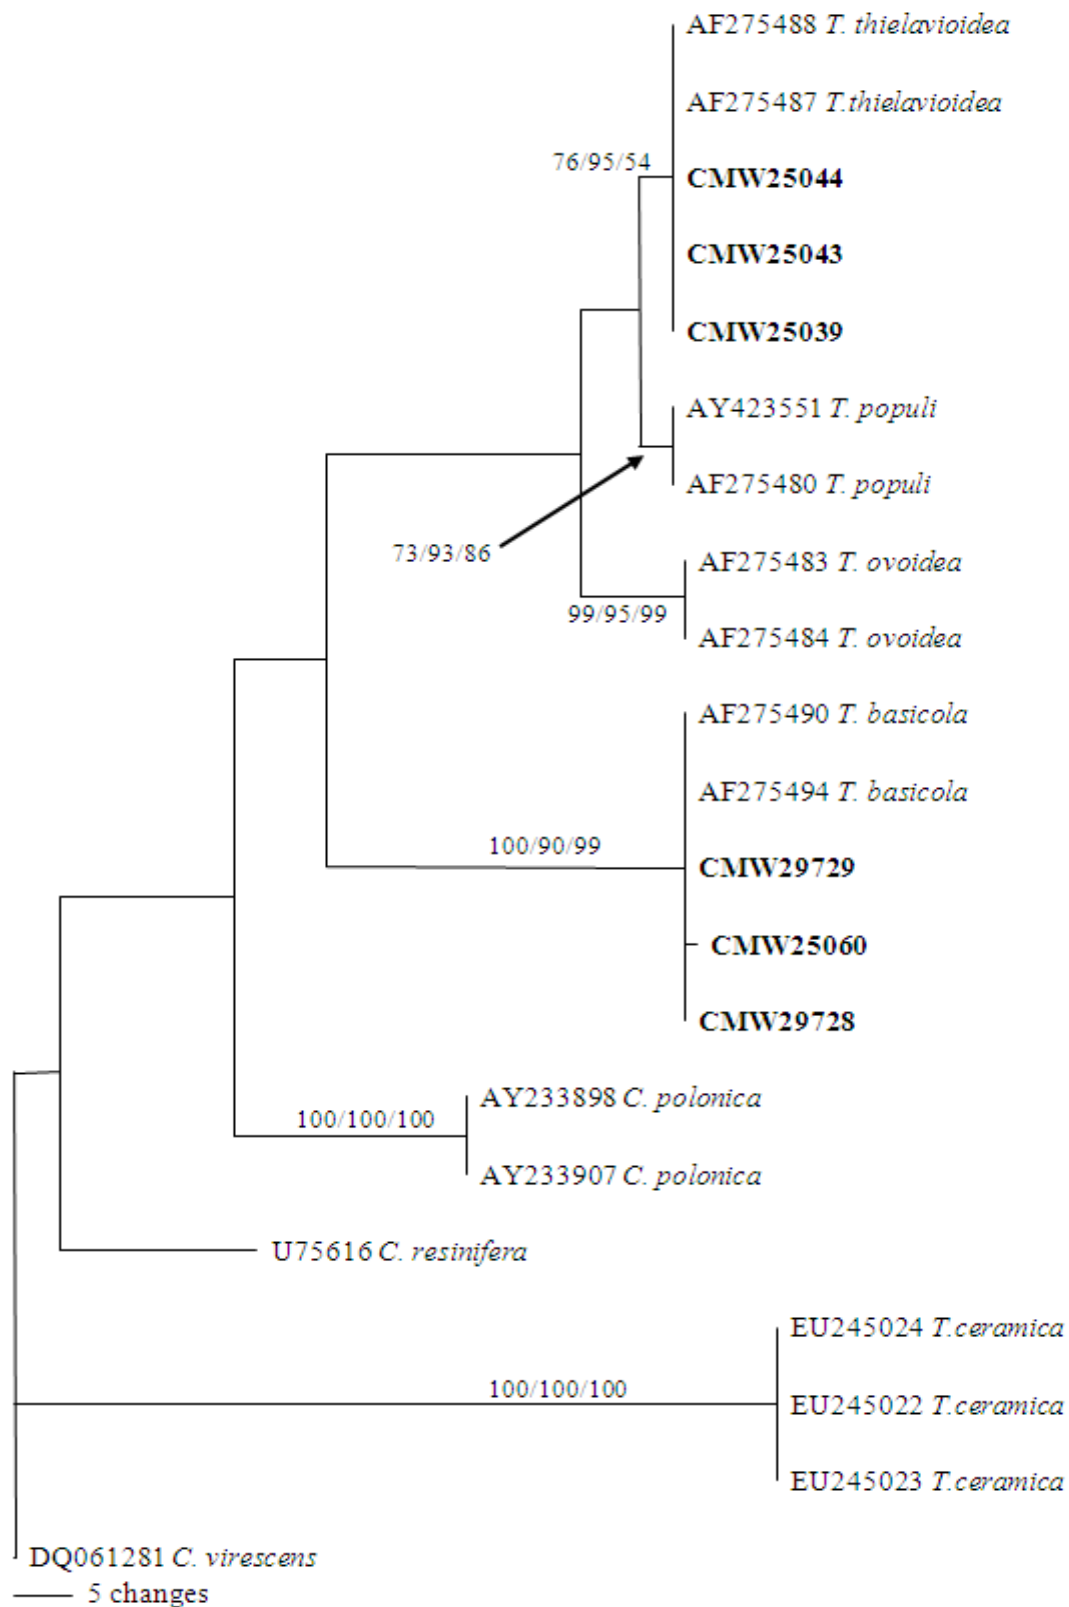 AF275488 T. thielavioidea
AF275487 T.thielavioidea
76/95/54
CMW25044
CMW25043
CMW25039
AY423551 T. populi
AF275480 T. populi
73/93/86
AF275483 T. ovoidea
99/95/99
AF275484 T. ovoidea
AF275490 T. basicola
AF275494 T. basicola
100/90/99
CMW29729
CMW25060
CMW29728
AY233898 C. polonica
100/100/100
AY233907 C. polonica
U75616 C. resinifera
EU245024 T.ceramica
100/100/100
EU245022 T.ceramica
EU245023 T.ceramica
DQ061281 C. virescens
5 changes